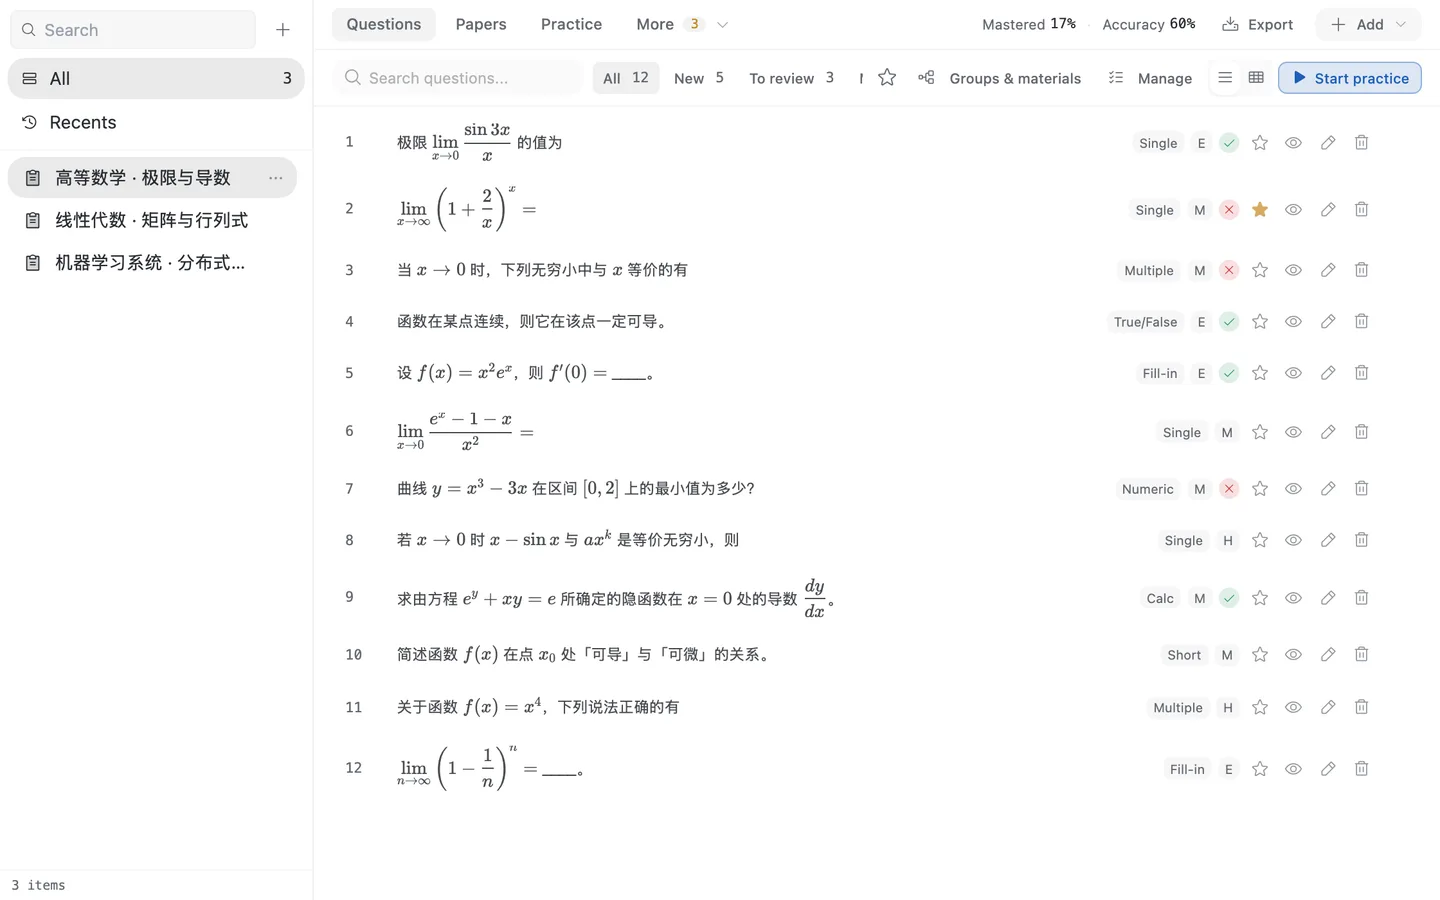 Search
All 3
Recents
高等数学 · 极限与导数
线性代数 · 矩阵与行列式
机器学习系统 · 分布式...
3 items
Questions Papers Practice More 3 Mastered 17% · Accuracy 60% Export Add
Search questions... All 12 New 5 To review 3 Groups & materials Manage Start practice
1 极限 lim x→0 sin 3x / x 的值为 Single E
2 lim x→∞ (1 + 2/x)^x = Single M
3 当 x → 0 时，下列无穷小中与 x 等价的有 Multiple M
4 函数在某点连续，则它在该点一定可导。 True/False E
5 设 f(x) = x²eˣ，则 f′(0) = ____。 Fill-in E
6 lim x→0 (eˣ − 1 − x) / x² = Single M
7 曲线 y = x³ − 3x 在区间 [0, 2] 上的最小值为多少？ Numeric M
8 若 x → 0 时 x − sin x 与 axᵏ 是等价无穷小，则 Single H
9 求由方程 eʸ + xy = e 所确定的隐函数在 x = 0 处的导数 dy/dx。 Calc M
10 简述函数 f(x) 在点 x₀ 处「可导」与「可微」的关系。 Short M
11 关于函数 f(x) = x⁴，下列说法正确的有 Multiple H
12 lim n→∞ (1 − 1/n)^n = ____。 Fill-in E